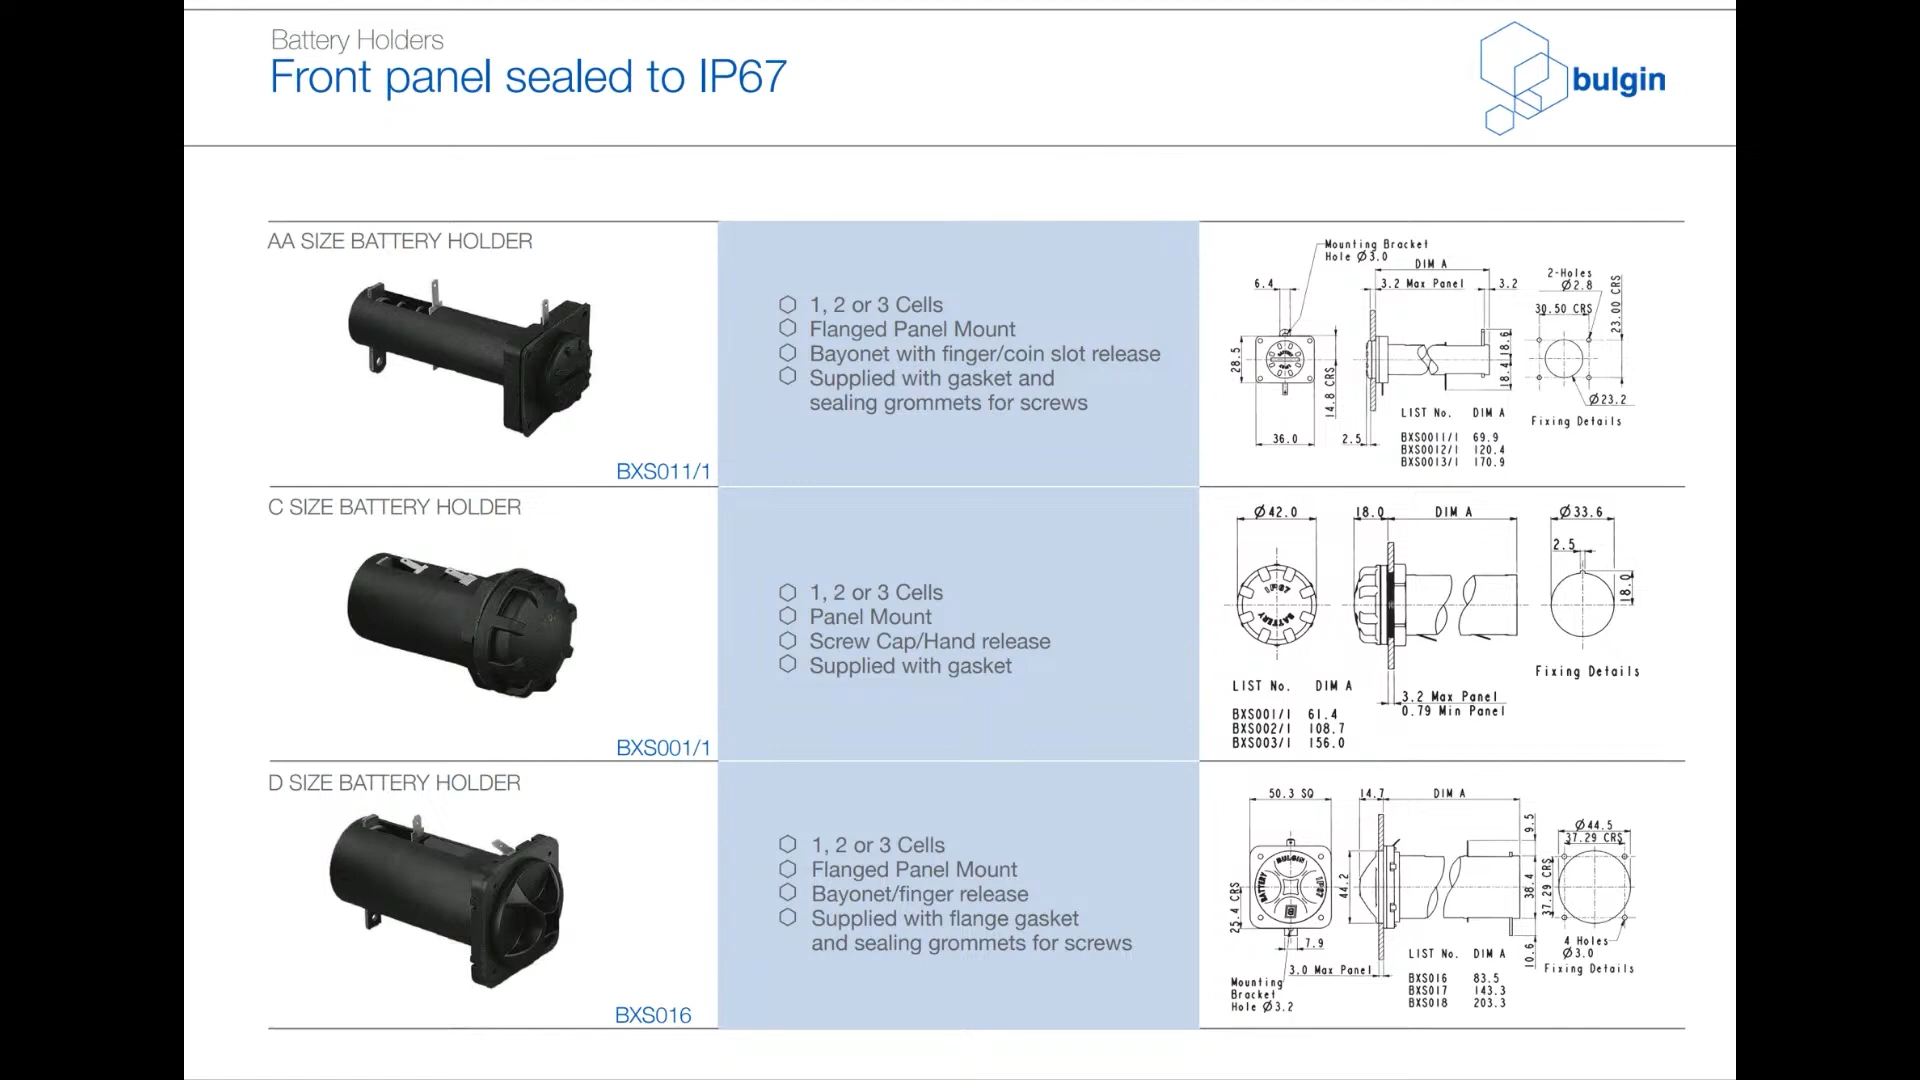 Battery Holders
Front panel sealed to IP67
bulgin
AA SIZE BATTERY HOLDER
BXS011/1
1, 2 or 3 Cells
Flanged Panel Mount
Bayonet with finger/coin slot release
Supplied with gasket and
sealing grommets for screws
Mounting Bracket
Hole Ø3.0
DIM A
6.4
3.2 Max Panel
3.2
2-Holes
Ø2.8
30.50 CRS
23.00 CRS
28.5
14.8 CRS
18.6
18.4
Ø23.2
Fixing Details
36.0
2.5
LIST No. DIM A
BXS0011/1 69.9
BXS0012/1 120.4
BXS0013/1 170.9
C SIZE BATTERY HOLDER
BXS001/1
1, 2 or 3 Cells
Panel Mount
Screw Cap/Hand release
Supplied with gasket
Ø42.0
18.0
DIM A
Ø33.6
2.5
18.0
IP67
BATTERY
Fixing Details
3.2 Max Panel
0.79 Min Panel
LIST No. DIM A
BXS001/1 61.4
BXS002/1 108.7
BXS003/1 156.0
D SIZE BATTERY HOLDER
BXS016
1, 2 or 3 Cells
Flanged Panel Mount
Bayonet/finger release
Supplied with flange gasket
and sealing grommets for screws
50.3 SQ
14.7
DIM A
9.5
Ø44.5
37.29 CRS
BULGIN
BATTERY
IP67
25.4 CRS
44.2
38.4
37.29 CRS
7.9
10.6
4 Holes
Ø3.0
Fixing Details
3.0 Max Panel
Mounting
Bracket
Hole Ø3.2
LIST No. DIM A
BXS016 83.5
BXS017 143.3
BXS018 203.3